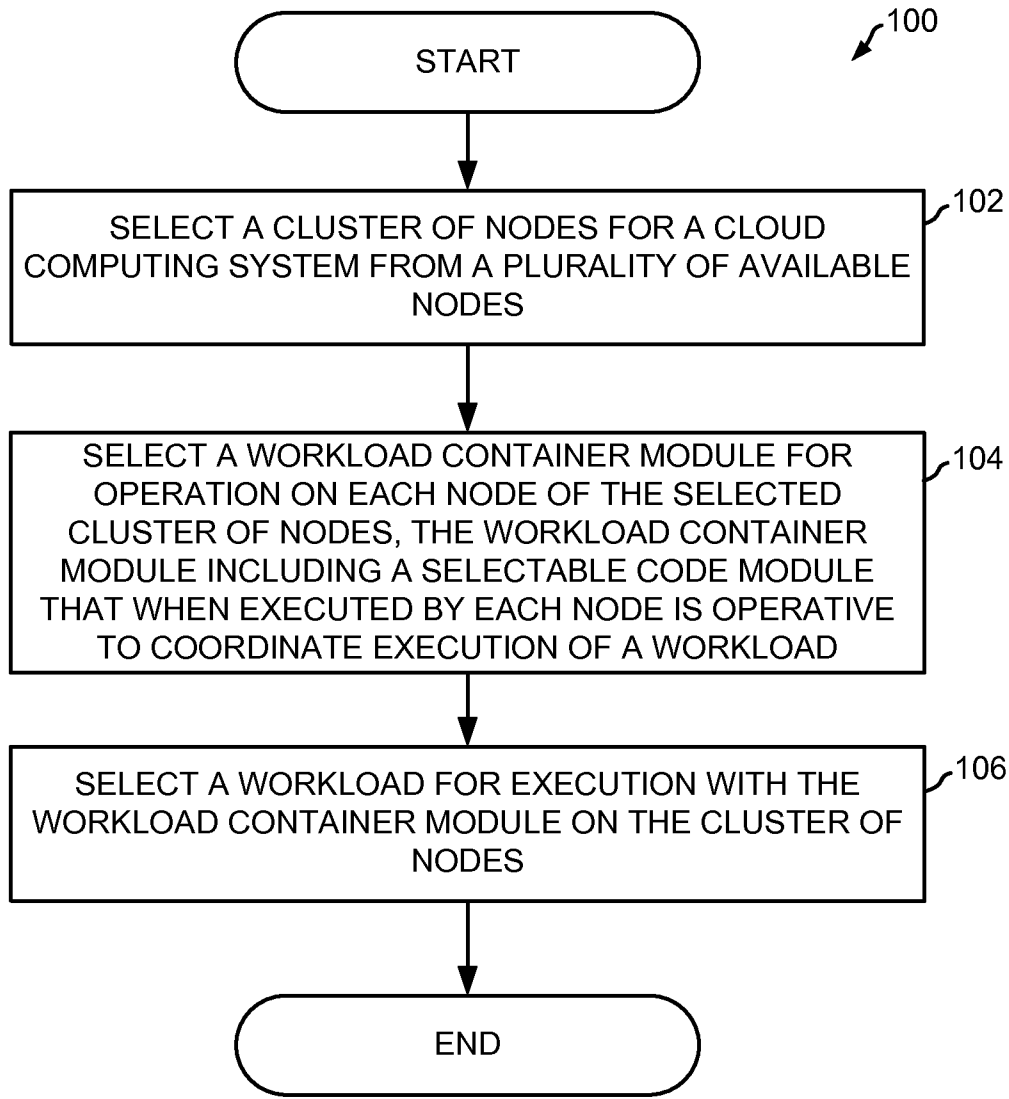 START
100
SELECT A CLUSTER OF NODES FOR A CLOUD
COMPUTING SYSTEM FROM A PLURALITY OF AVAILABLE
NODES
102
SELECT A WORKLOAD CONTAINER MODULE FOR
OPERATION ON EACH NODE OF THE SELECTED
CLUSTER OF NODES, THE WORKLOAD CONTAINER
MODULE INCLUDING A SELECTABLE CODE MODULE
THAT WHEN EXECUTED BY EACH NODE IS OPERATIVE
TO COORDINATE EXECUTION OF A WORKLOAD
104
SELECT A WORKLOAD FOR EXECUTION WITH THE
WORKLOAD CONTAINER MODULE ON THE CLUSTER OF
NODES
106
END